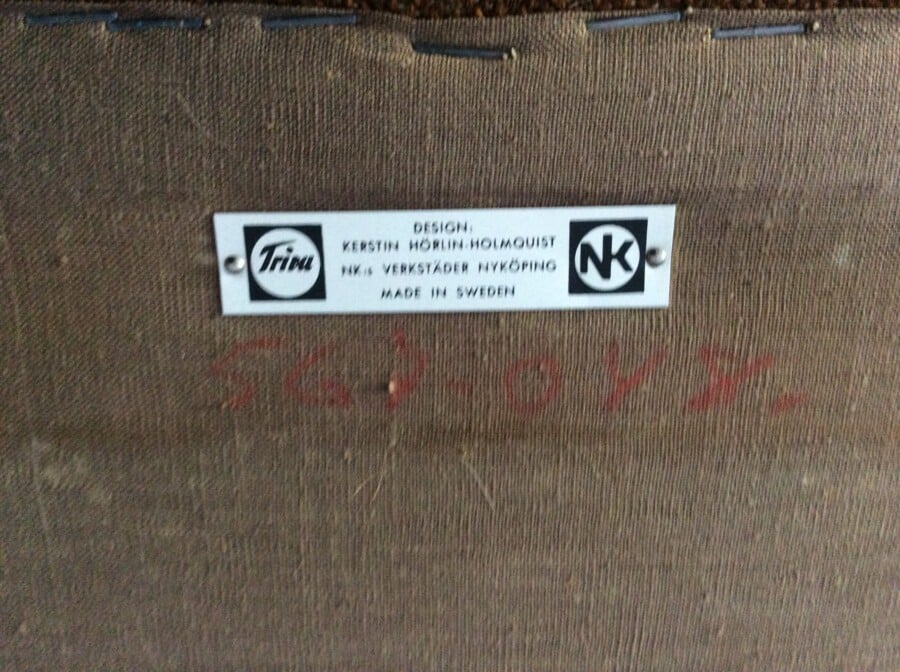 Triva
DESIGN:
KERSTIN HÖRLIN-HOLMQUIST
NK:s VERKSTÄDER NYKÖPING
MADE IN SWEDEN
NK